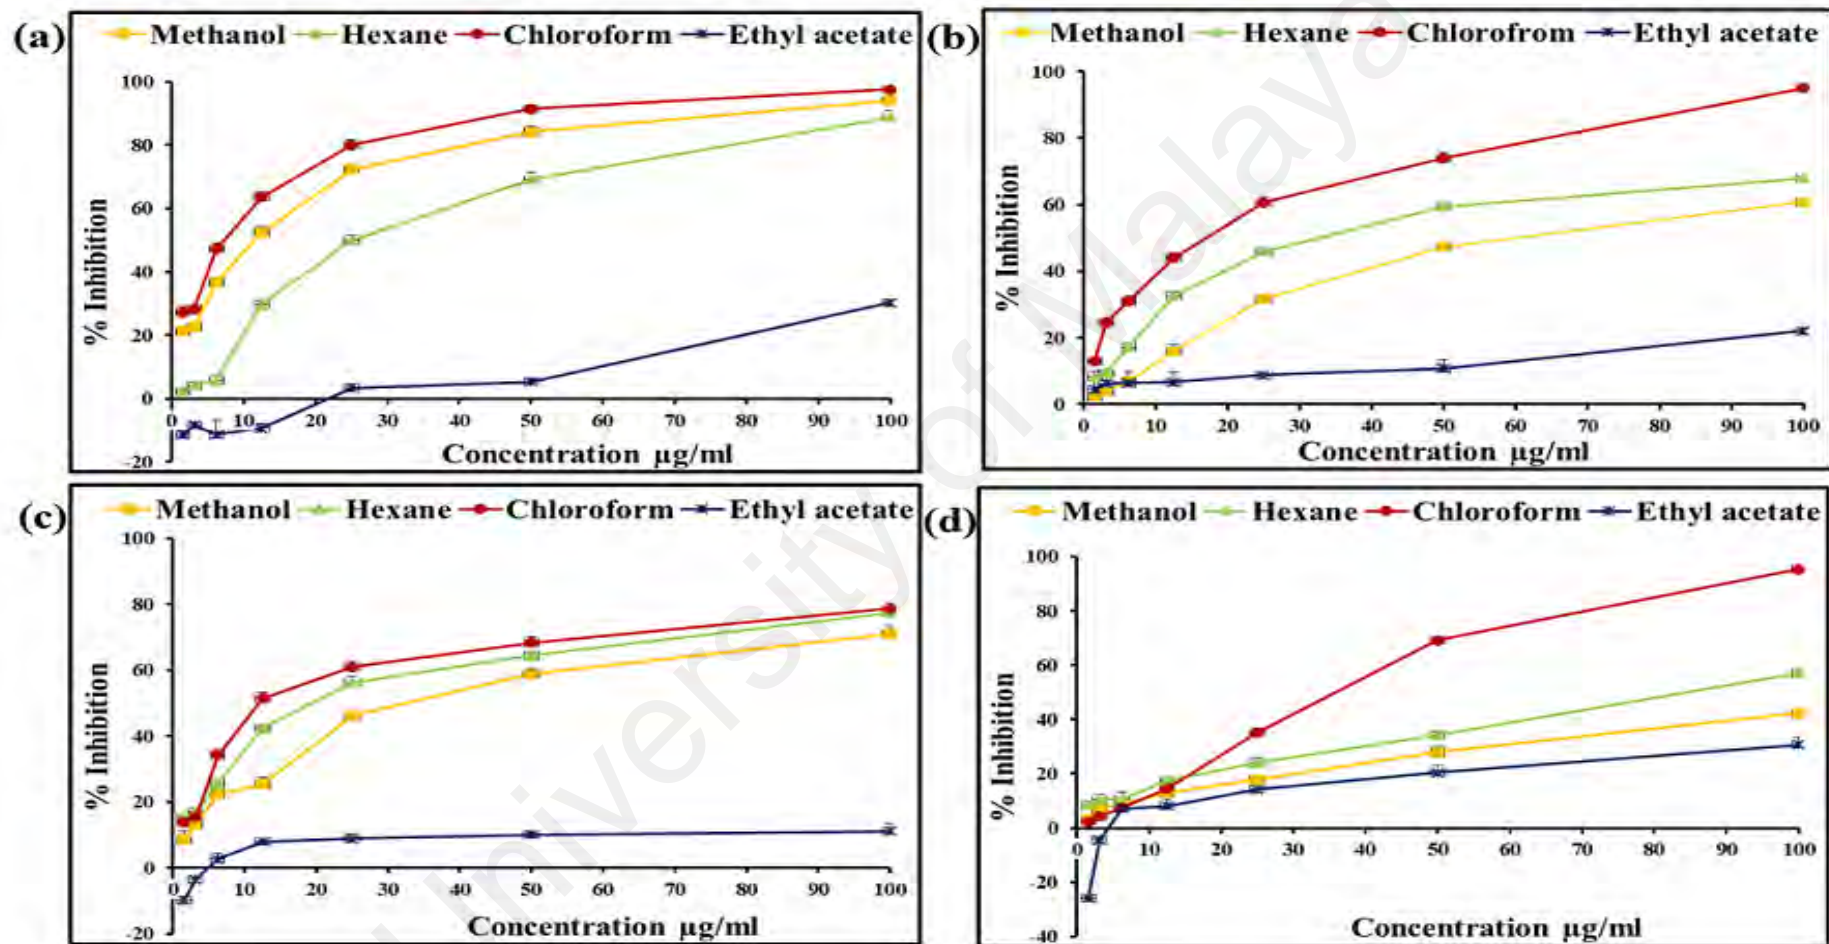 (a)
Methanol Hexane Chloroform Ethyl acetate
100
80
60
40
20
0
-20
0 10 20 30 40 50 60 70 80 90 100
% Inhibition
Concentration µg/ml
(b)
Methanol Hexane Chlorofrom Ethyl acetate
100
80
60
40
20
0
0 10 20 30 40 50 60 70 80 90 100
% Inhibition
Concentration µg/ml
(c)
Methanol Hexane Chloroform Ethyl acetate
100
80
60
40
20
0
-20
0 10 20 30 40 50 60 70 80 90 100
% Inhibition
Concentration µg/ml
(d)
Methanol Hexane Chloroform Ethyl acetate
100
80
60
40
20
0
-20
-40
0 10 20 30 40 50 60 70 80 90 100
% Inhibition
Concentration µg/ml
University of Malaya